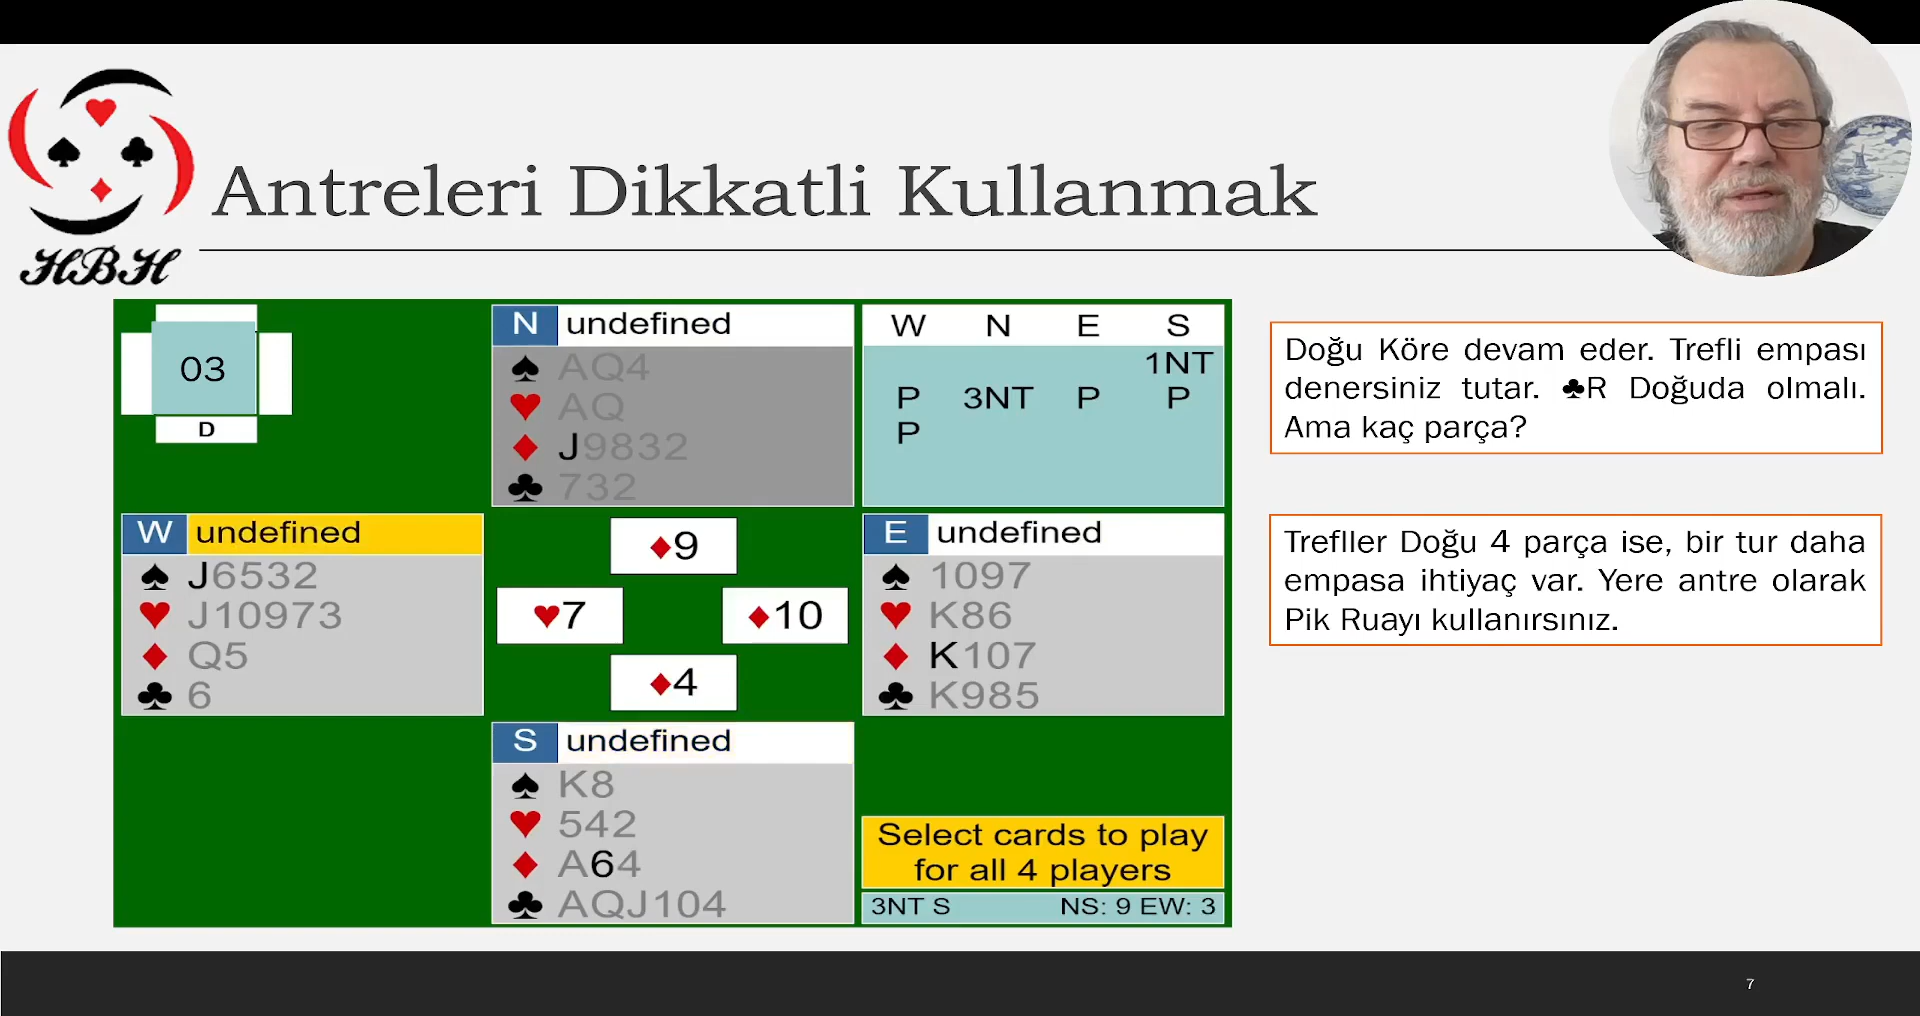 Antreleri Dikkatli Kullanmak
HBH
03
D
N undefined
♠ AQ4
♥ AQ
♦ J9832
♣ 732
W N E S
1NT
P 3NT P P
P
Doğu Köre devam eder. Trefli empası
denersiniz tutar. ♣R Doğuda olmalı.
Ama kaç parça?
W undefined
♠ J6532
♥ J10973
♦ Q5
♣ 6
♦9
♥7
♦10
♦4
E undefined
♠ 1097
♥ K86
♦ K107
♣ K985
Trefller Doğu 4 parça ise, bir tur daha
empasa ihtiyaç var. Yere antre olarak
Pik Ruayı kullanırsınız.
S undefined
♠ K8
♥ 542
♦ A64
♣ AQJ104
Select cards to play
for all 4 players
3NT S NS: 9 EW: 3
7